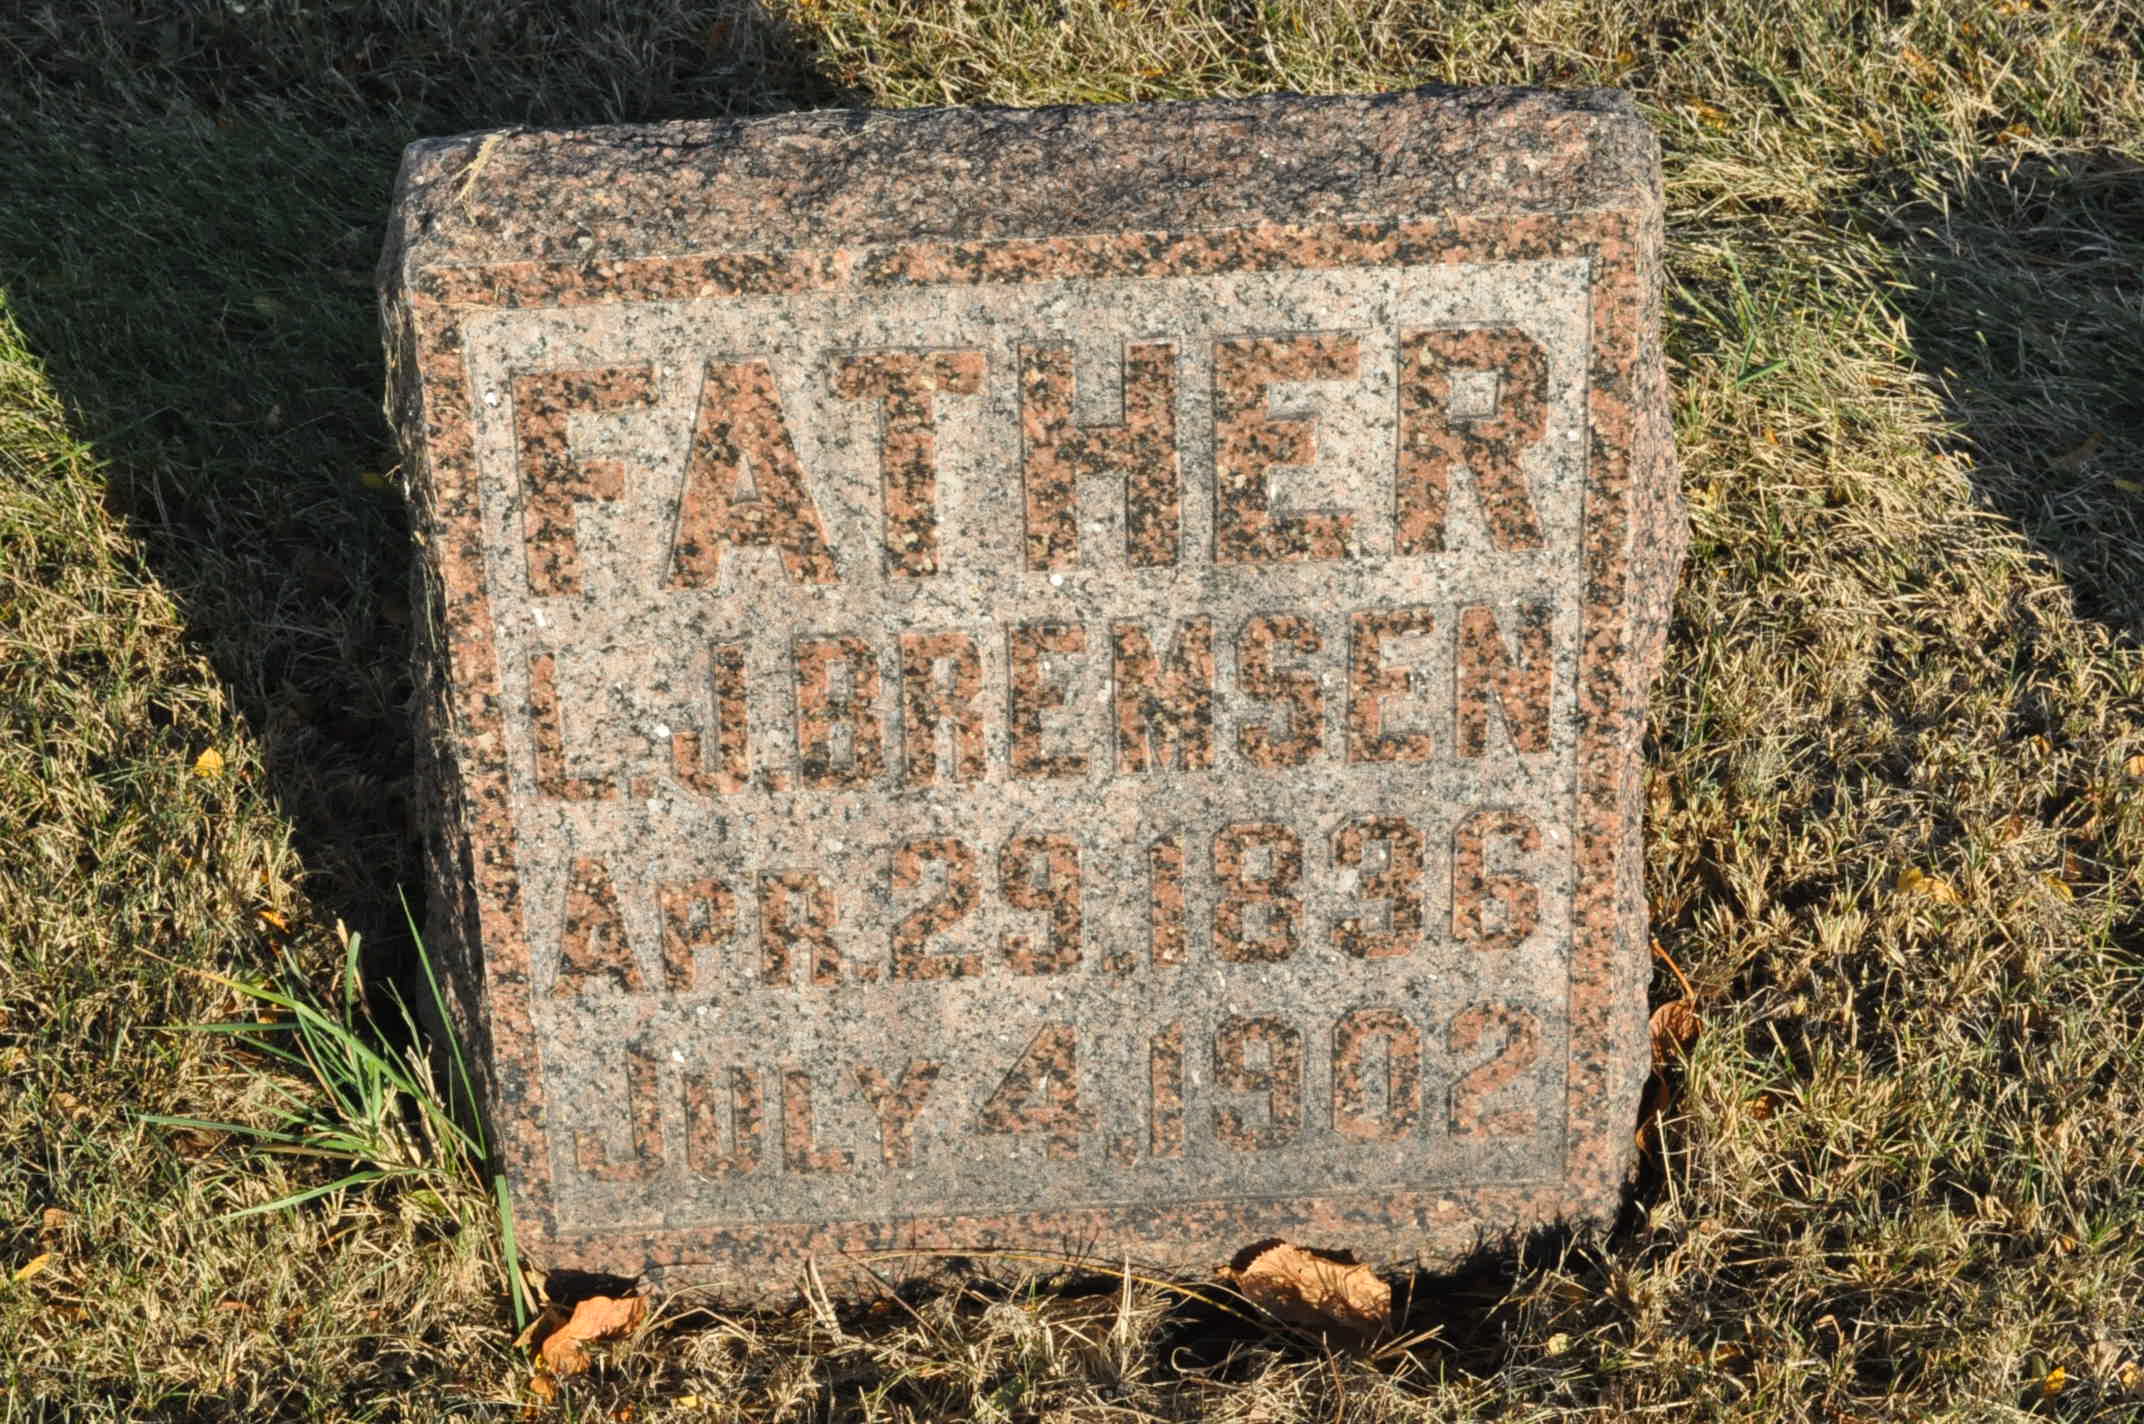 FATHER
L.J.BREMSEN
APR.29,1836
JULY 4,1902